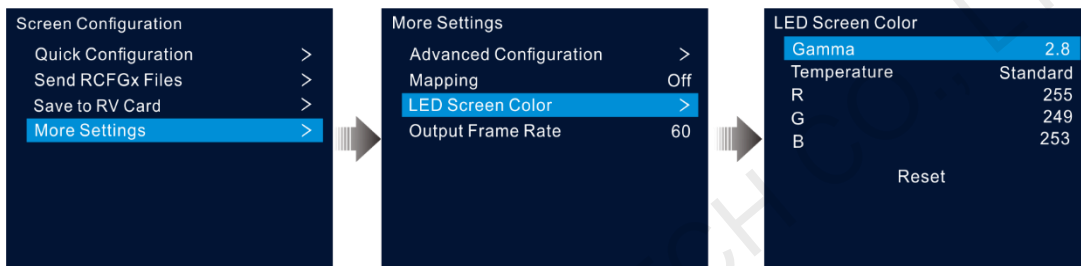 Screen Configuration
Quick Configuration >
Send RCFGx Files >
Save to RV Card >
More Settings >
More Settings
Advanced Configuration >
Mapping Off
LED Screen Color >
Output Frame Rate 60
LED Screen Color
Gamma 2.8
Temperature Standard
R 255
G 249
B 253
Reset